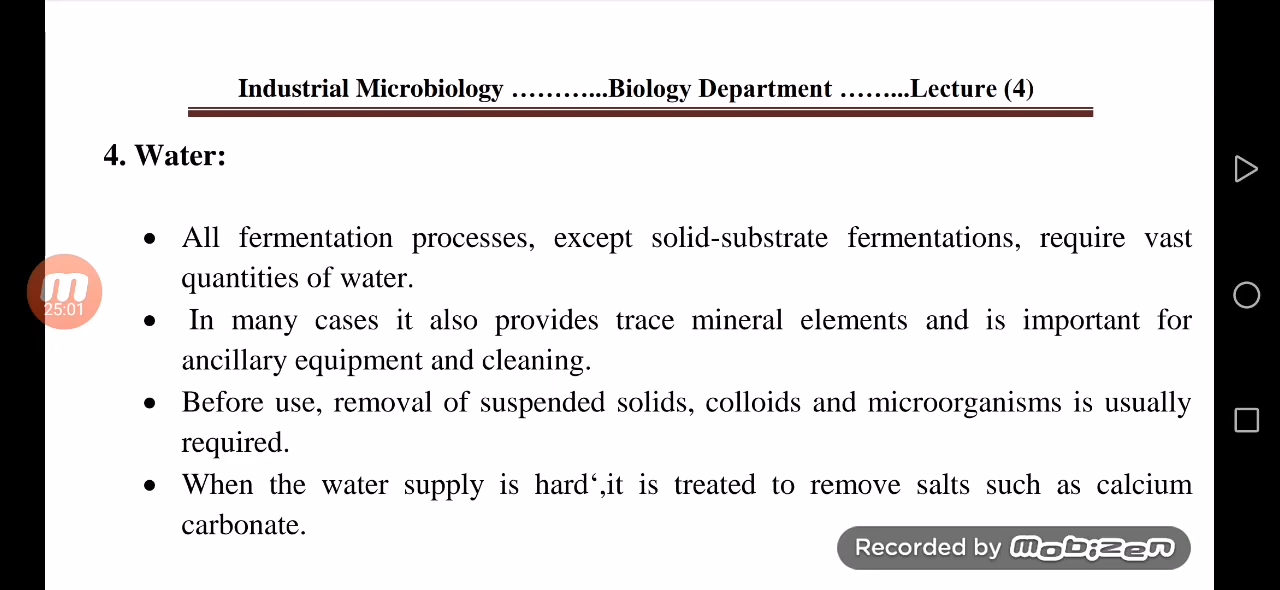 Industrial Microbiology ………...Biology Department ……...Lecture (4)
4. Water:
• All fermentation processes, except solid-substrate fermentations, require vast
quantities of water.
• In many cases it also provides trace mineral elements and is important for
ancillary equipment and cleaning.
• Before use, removal of suspended solids, colloids and microorganisms is usually
required.
• When the water supply is hard‘,it is treated to remove salts such as calcium
carbonate.
m
25:01
Recorded by mobizen